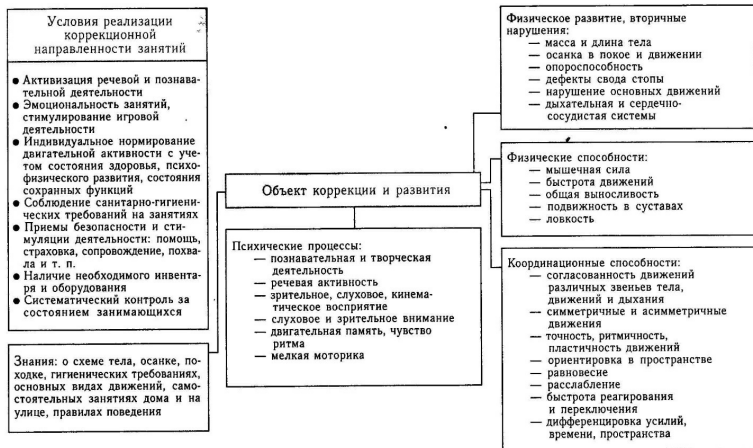 Условия реализации
коррекционной
направленности занятий
● Активизация речевой и познава-
тельной деятельности
● Эмоциональность занятий,
стимулирование игровой
деятельности
● Индивидуальное нормирование
двигательной активности с уче-
том состояния здоровья, психо-
физического развития, состояния
сохранных функций
● Соблюдение санитарно-гигиени-
ческих требований на занятиях
● Приемы безопасности и сти-
муляции деятельности: помощь,
страховка, сопровождение, похва-
ла и т. п.
● Наличие необходимого инвента-
ря и оборудования
● Систематический контроль за
состоянием занимающихся
Знания: о схеме тела, осанке, по-
ходке, гигиенических требованиях,
основных видах движений, само-
стоятельных занятиях дома и на
улице, правилах поведения
Объект коррекции и развития
Психические процессы:
— познавательная и творческая
деятельность
— речевая активность
— зрительное, слуховое, кинема-
тическое восприятие
— слуховое и зрительное внимание
— двигательная память, чувство
ритма
— мелкая моторика
Физическое развитие, вторичные
нарушения:
— масса и длина тела
— осанка в покое и движении
— опороспособность
— дефекты свода стопы
— нарушение основных движений
— дыхательная и сердечно-
сосудистая системы
Физические способности:
— мышечная сила
— быстрота движений
— общая выносливость
— подвижность в суставах
— ловкость
Координационные способности:
— согласованность движений
различных звеньев тела,
движений и дыхания
— симметричные и асимметричные
движения
— точность, ритмичность,
пластичность движений
— ориентировка в пространстве
— равновесие
— расслабление
— быстрота реагирования
и переключения
— дифференцировка усилий,
времени, пространства